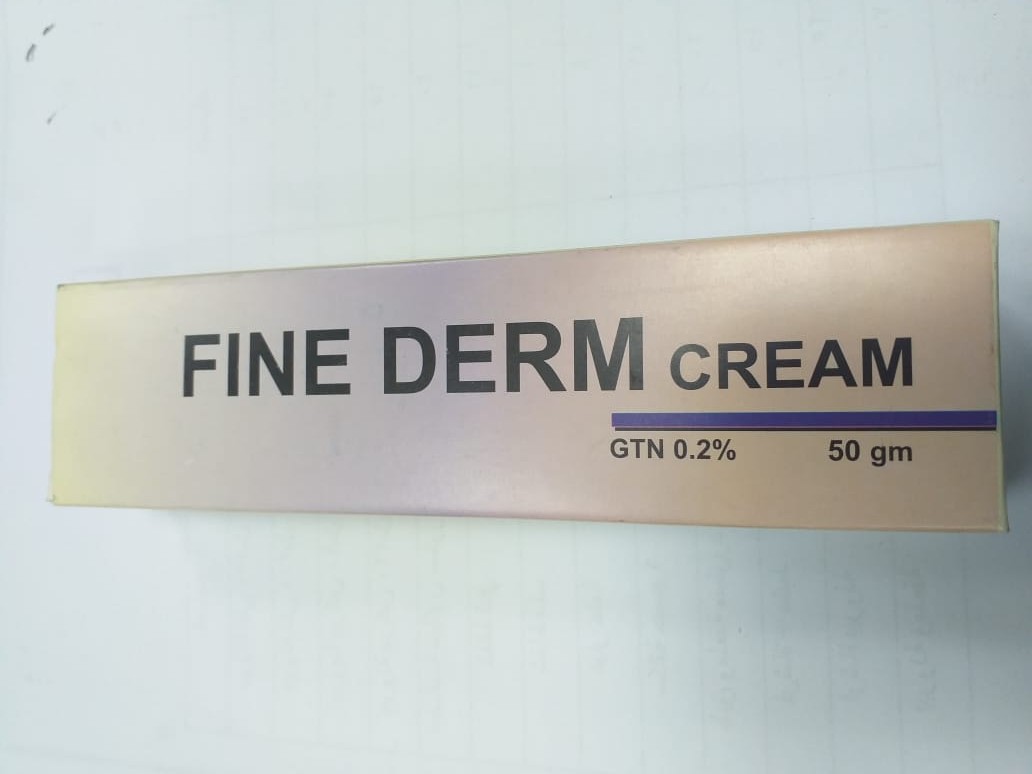 FINE DERM CREAM
GTN 0.2% 50 gm